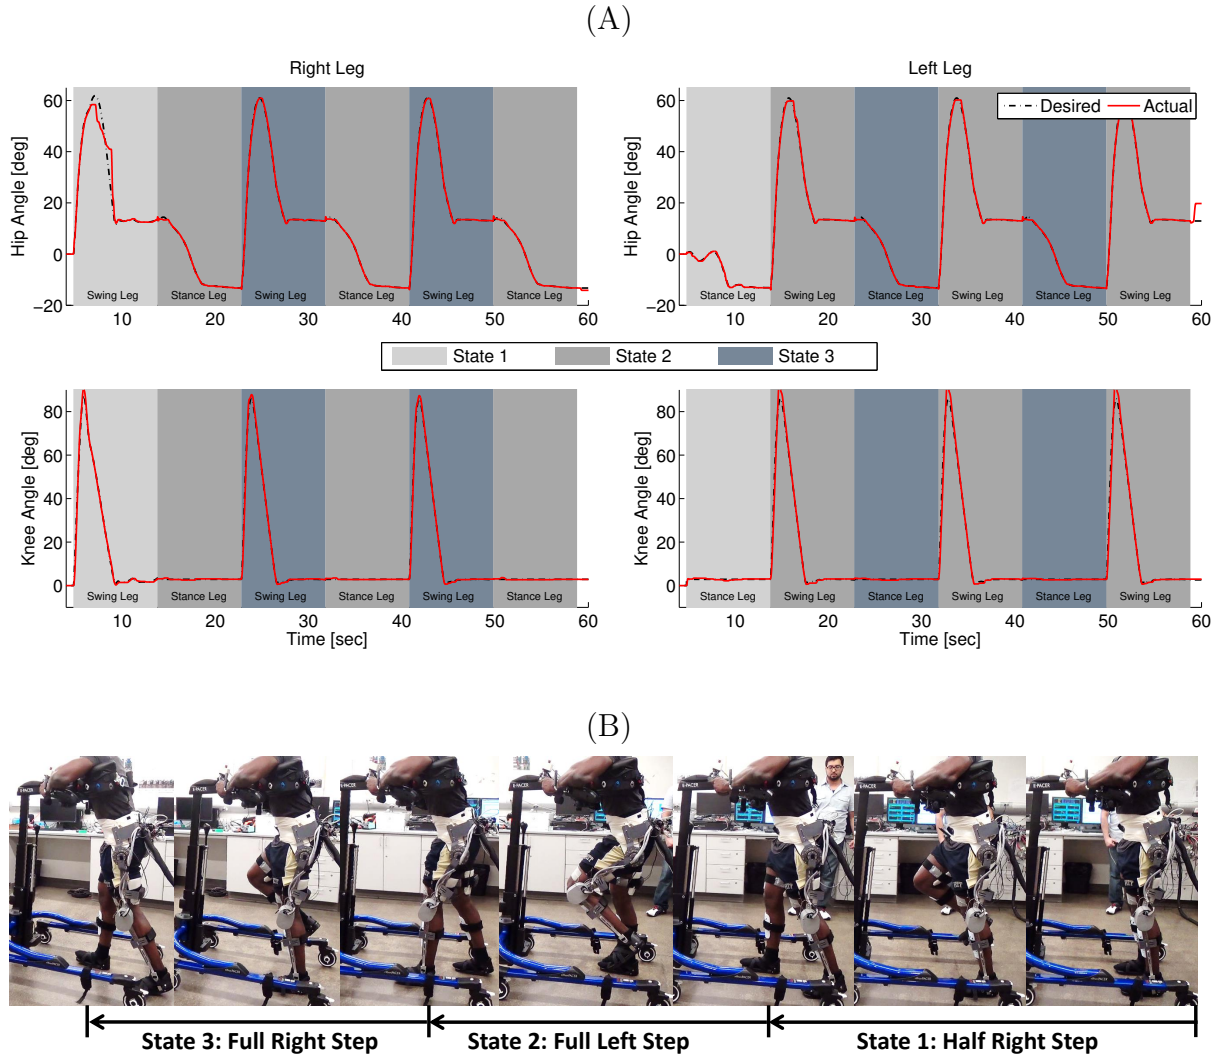 (A)
Right Leg
Left Leg
Hip Angle [deg]
60
40
20
0
−20
Swing Leg
Stance Leg
Swing Leg
Stance Leg
Swing Leg
Stance Leg
10
20
30
40
50
60
Hip Angle [deg]
60
40
20
0
−20
Desired
Actual
Stance Leg
Swing Leg
Stance Leg
Swing Leg
Stance Leg
Swing Leg
10
20
30
40
50
60
State 1
State 2
State 3
Knee Angle [deg]
80
60
40
20
0
Swing Leg
Stance Leg
Swing Leg
Stance Leg
Swing Leg
Stance Leg
10
20
30
40
50
60
Time [sec]
Knee Angle [deg]
80
60
40
20
0
Stance Leg
Swing Leg
Stance Leg
Swing Leg
Stance Leg
Swing Leg
10
20
30
40
50
60
Time [sec]
(B)
State 3: Full Right Step
State 2: Full Left Step
State 1: Half Right Step